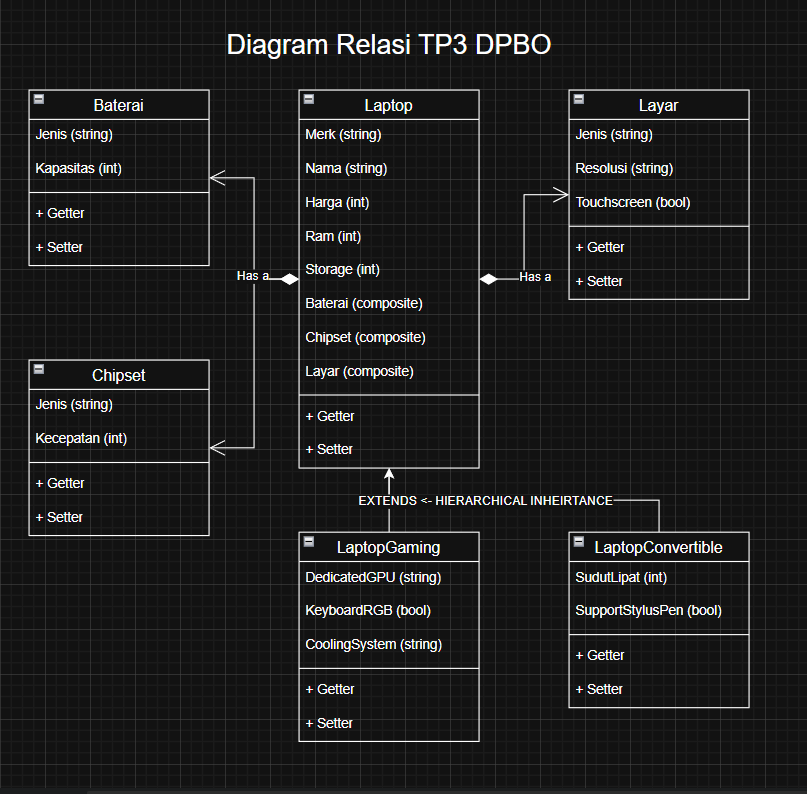 Diagram Relasi TP3 DPBO
Baterai
Jenis (string)
Kapasitas (int)
+ Getter
+ Setter
Laptop
Merk (string)
Nama (string)
Harga (int)
Ram (int)
Storage (int)
Baterai (composite)
Chipset (composite)
Layar (composite)
+ Getter
+ Setter
Layar
Jenis (string)
Resolusi (string)
Touchscreen (bool)
+ Getter
+ Setter
Has a
Has a
Chipset
Jenis (string)
Kecepatan (int)
+ Getter
+ Setter
EXTENDS <- HIERARCHICAL INHEIRTANCE
LaptopGaming
DedicatedGPU (string)
KeyboardRGB (bool)
CoolingSystem (string)
+ Getter
+ Setter
LaptopConvertible
SudutLipat (int)
SupportStylusPen (bool)
+ Getter
+ Setter